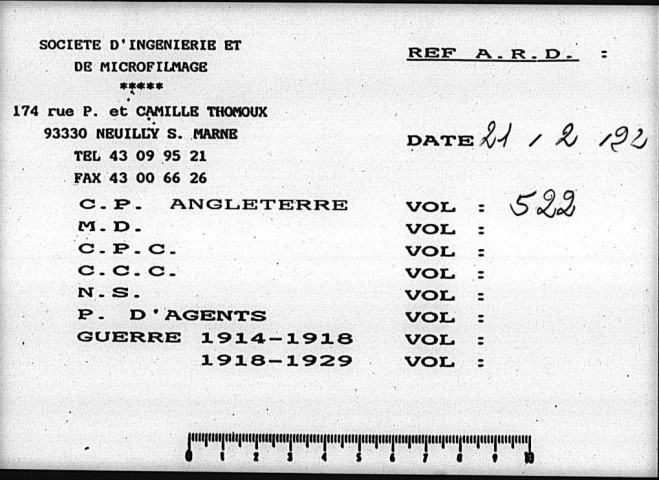 SOCIETE D'INGENIERIE ET
DE MICROFILMAGE
*****
174 rue P. et CAMILLE THOMOUX
93330 NEUILLY S. MARNE
TEL 43 09 95 21
FAX 43 00 66 26
REF A.R.D. :
DATE 21 / 2 / 92
C.P. ANGLETERRE VOL : 522
M.D. VOL :
C.P.C. VOL :
C.C.C. VOL :
N.S. VOL :
P. D'AGENTS VOL :
GUERRE 1914-1918 VOL :
1918-1929 VOL :
0 1 2 3 4 5 6 7 8 9 10